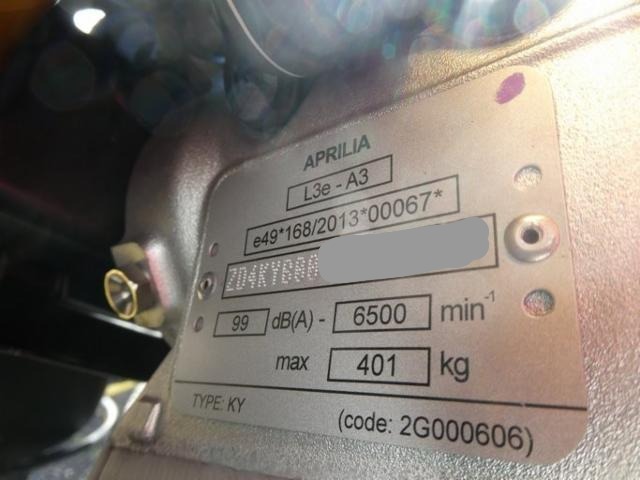 APRILIA
L3e - A3
e49*168/2013*00067*
ZD4KYB00
99 dB(A) - 6500 min-1
max 401 kg
TYPE: KY
(code: 2G000606)